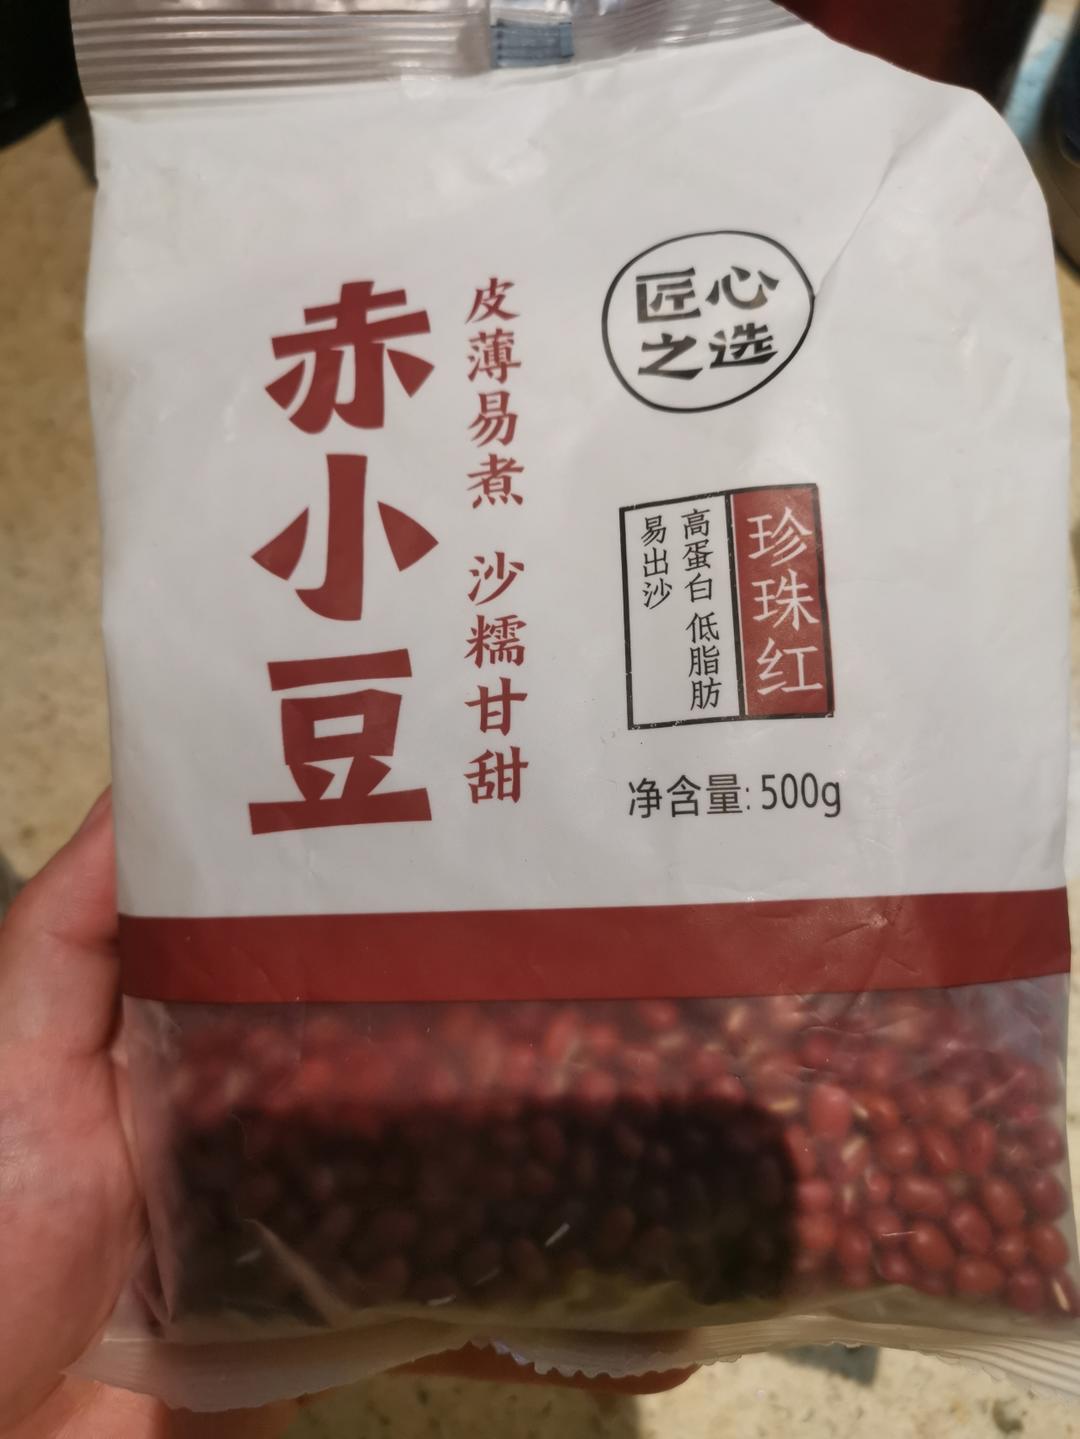 赤小豆
皮薄易煮 沙糯甘甜
匠心
之选
珍珠红
高蛋白 低脂肪
易出沙
净含量: 500g